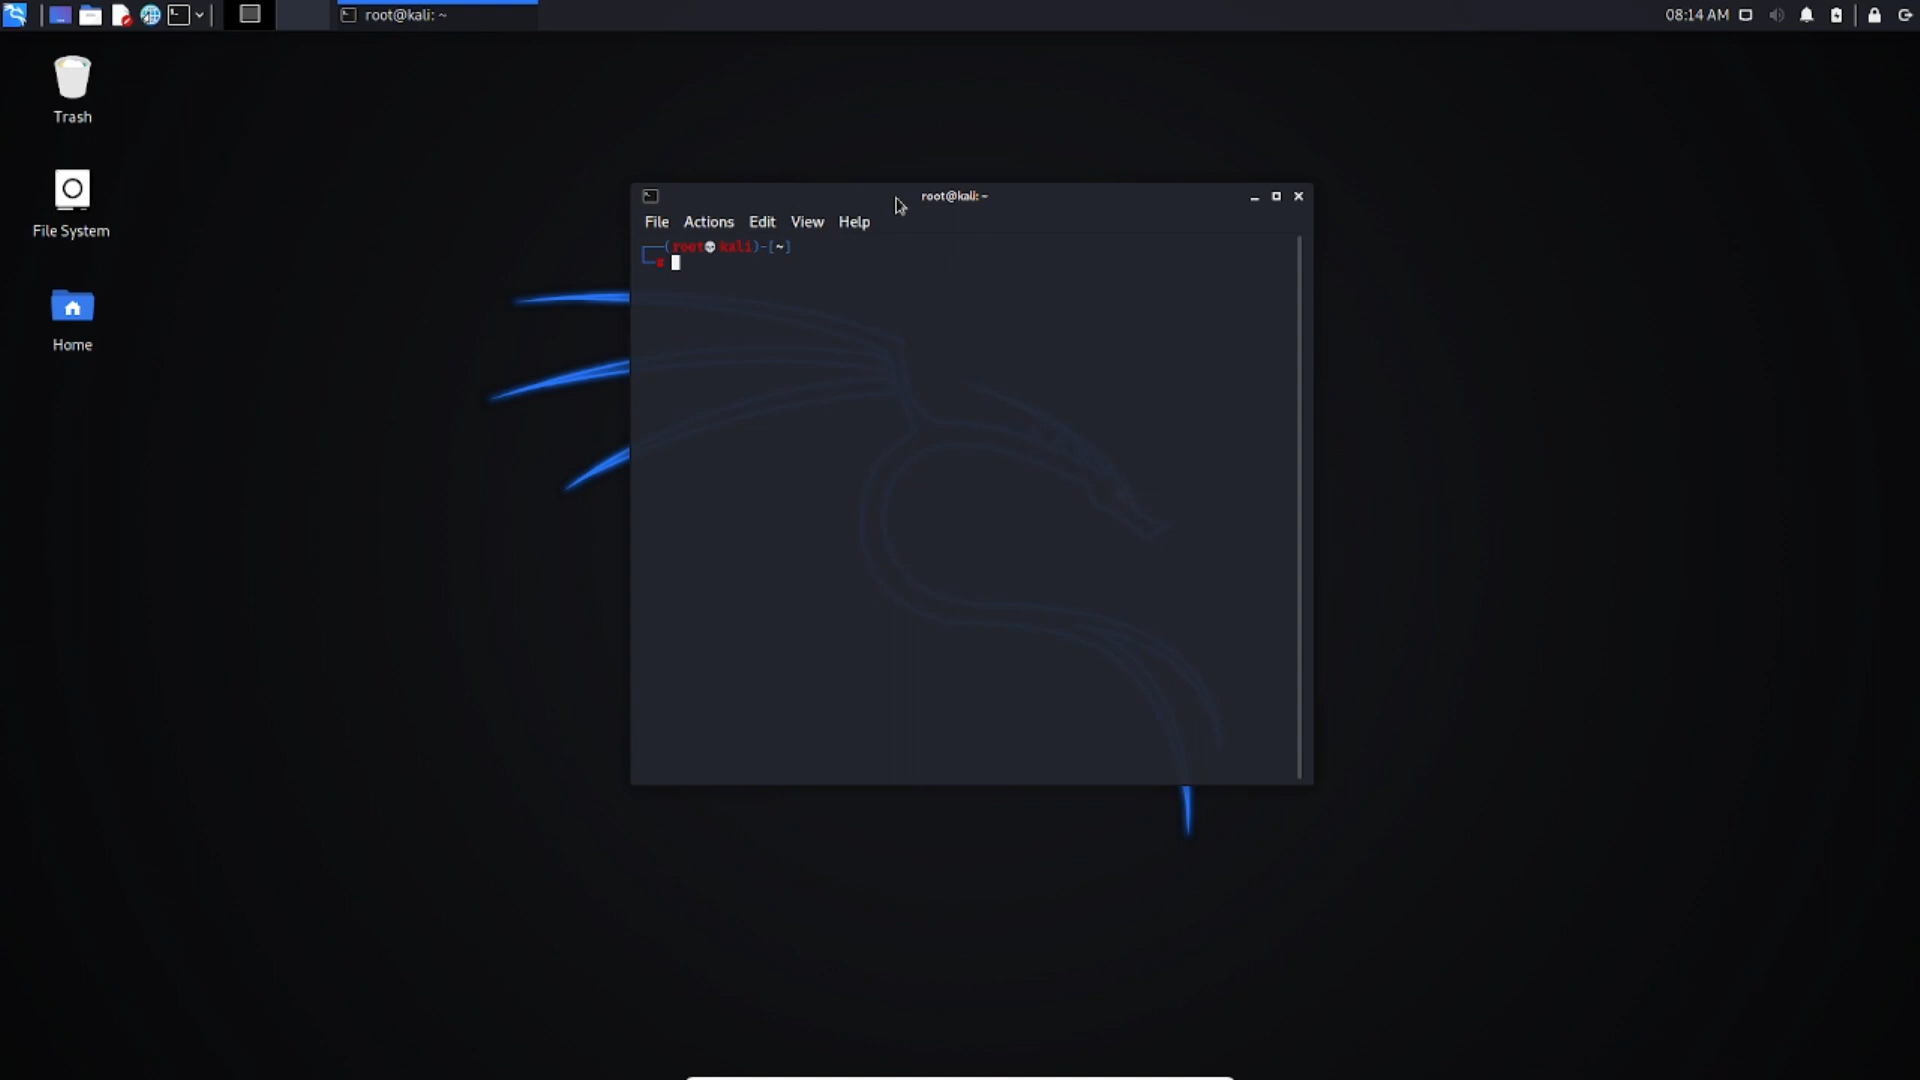 root@kali: ~
08:14 AM
Trash
File System
Home
root@kali: ~
File Actions Edit View Help
┌──(root💀kali)-[~]
└─#